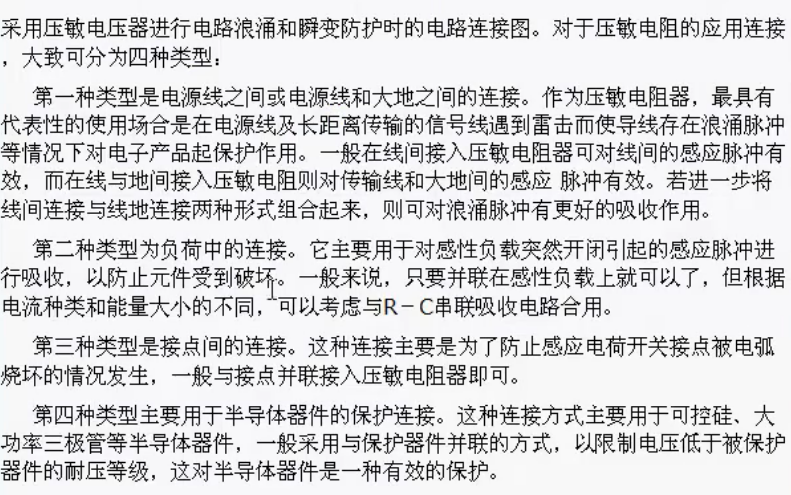 采用压敏电压器进行电路浪涌和瞬变防护时的电路连接图。对于压敏电阻的应用连接
，大致可分为四种类型：
第一种类型是电源线之间或电源线和大地之间的连接。作为压敏电阻器，最具有
代表性的使用场合是在电源线及长距离传输的信号线遇到雷击而使导线存在浪涌脉冲
等情况下对电子产品起保护作用。一般在线间接入压敏电阻器可对线间的感应脉冲有
效，而在线与地间接入压敏电阻则对传输线和大地间的感应 脉冲有效。若进一步将
线间连接与线地连接两种形式组合起来，则可对浪涌脉冲有更好的吸收作用。
第二种类型为负荷中的连接。它主要用于对感性负载突然开闭引起的感应脉冲进
行吸收，以防止元件受到破坏。一般来说，只要并联在感性负载上就可以了，但根据
电流种类和能量大小的不同，可以考虑与R－C串联吸收电路合用。
第三种类型是接点间的连接。这种连接主要是为了防止感应电荷开关接点被电弧
烧坏的情况发生，一般与接点并联接入压敏电阻器即可。
第四种类型主要用于半导体器件的保护连接。这种连接方式主要用于可控硅、大
功率三极管等半导体器件，一般采用与保护器件并联的方式，以限制电压低于被保护
器件的耐压等级，这对半导体器件是一种有效的保护。